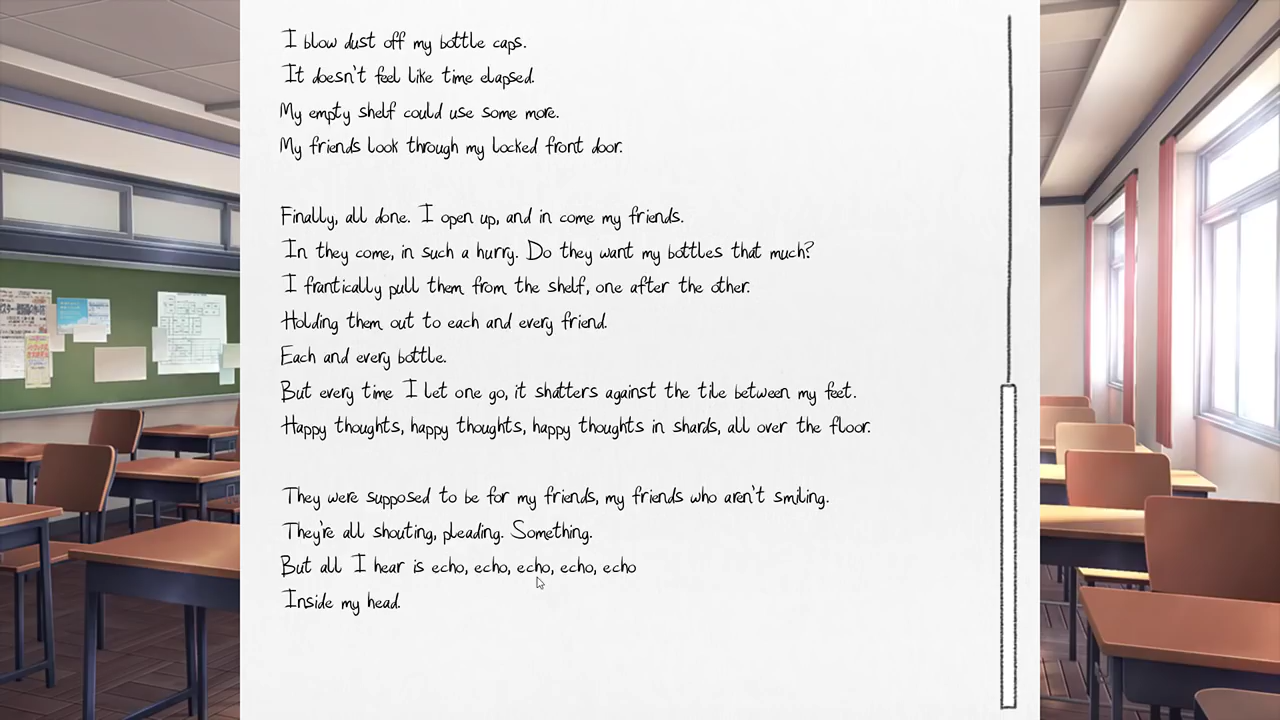 I blow dust off my bottle caps.
It doesn't feel like time elapsed.
My empty shelf could use some more.
My friends look through my locked front door.
Finally, all done. I open up, and in come my friends.
In they come, in such a hurry. Do they want my bottles that much?
I frantically pull them from the shelf, one after the other.
Holding them out to each and every friend.
Each and every bottle.
But every time I let one go, it shatters against the tile between my feet.
Happy thoughts, happy thoughts, happy thoughts in shards, all over the floor.
They were supposed to be for my friends, my friends who aren't smiling.
They're all shouting, pleading. Something.
But all I hear is echo, echo, echo, echo, echo
Inside my head.